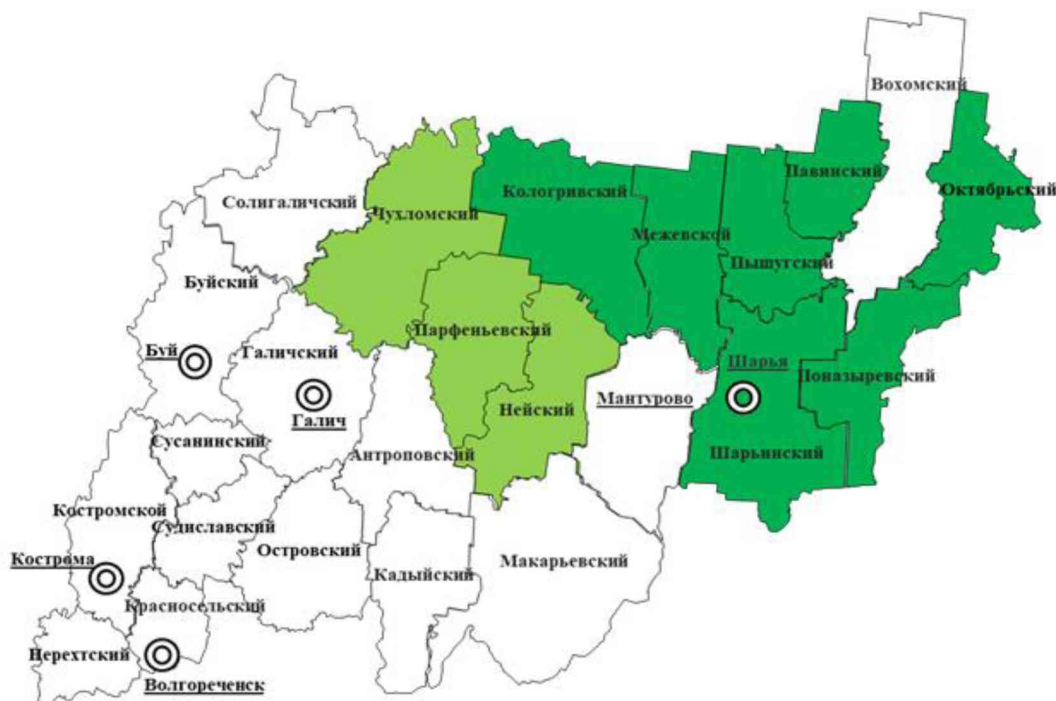 Вохомский
Павинский
Октябрьский
Кологривский
Солигаличский
Чухломский
Межевской
Пышугский
Буйский
Парфеньевский
Галичский
Буй
Шарья
Поназыревский
Мантурово
Нейский
Галич
Сусанинский
Антроповский
Шарьинский
Костромской
Судиславский
Островский
Кострома
Макарьевский
Кадыйский
Красносельский
Нерехтский
Волгореченск